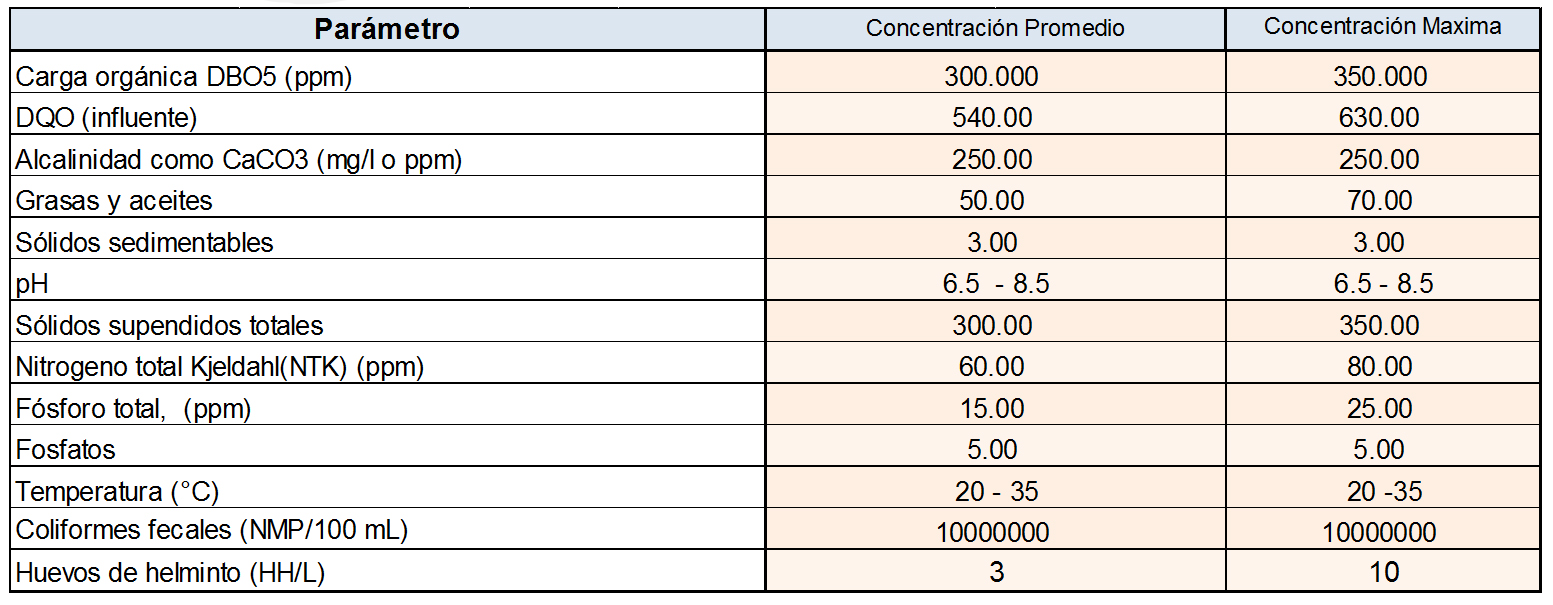 Parámetro Concentración Promedio Concentración Maxima
Carga orgánica DBO5 (ppm) 300.000 350.000
DQO (influente) 540.00 630.00
Alcalinidad como CaCO3 (mg/l o ppm) 250.00 250.00
Grasas y aceites 50.00 70.00
Sólidos sedimentables 3.00 3.00
pH 6.5 - 8.5 6.5 - 8.5
Sólidos supendidos totales 300.00 350.00
Nitrogeno total Kjeldahl(NTK) (ppm) 60.00 80.00
Fósforo total, (ppm) 15.00 25.00
Fosfatos 5.00 5.00
Temperatura (°C) 20 - 35 20 -35
Coliformes fecales (NMP/100 mL) 10000000 10000000
Huevos de helminto (HH/L) 3 10